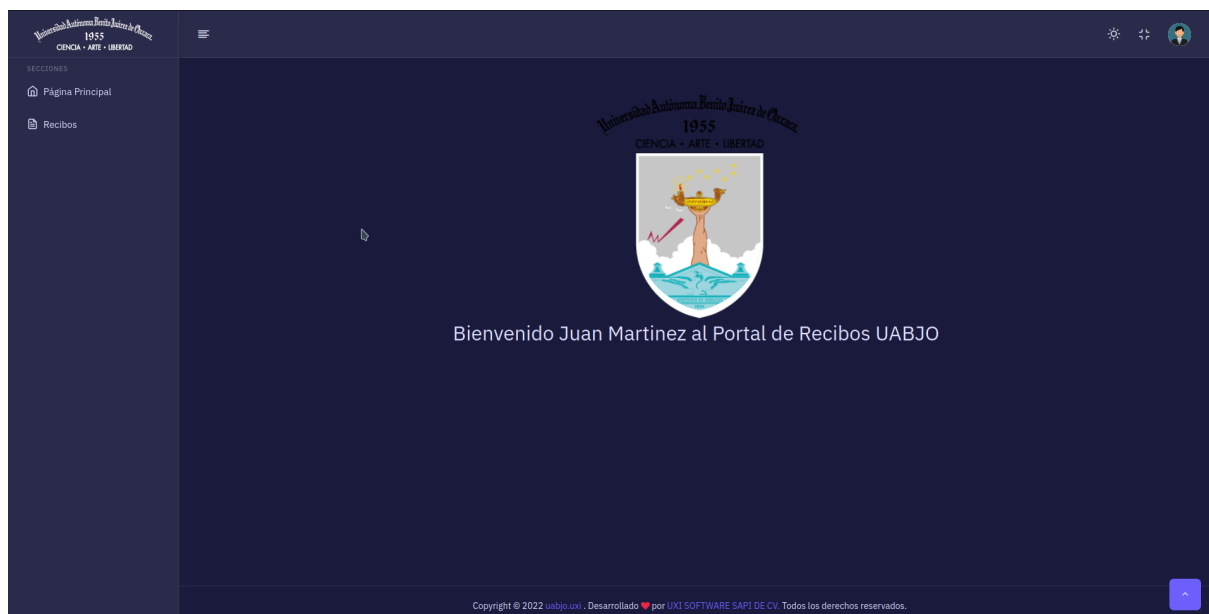 Universidad Autónoma Benito Juárez de Oaxaca
1955
CIENCIA • ARTE • LIBERTAD
SECCIONES
Página Principal
Recibos
Universidad Autónoma Benito Juárez de Oaxaca
1955
CIENCIA • ARTE • LIBERTAD
Bienvenido Juan Martinez al Portal de Recibos UABJO
Copyright © 2022 uabjo.uxi . Desarrollado ❤ por UXI SOFTWARE SAPI DE CV. Todos los derechos reservados.